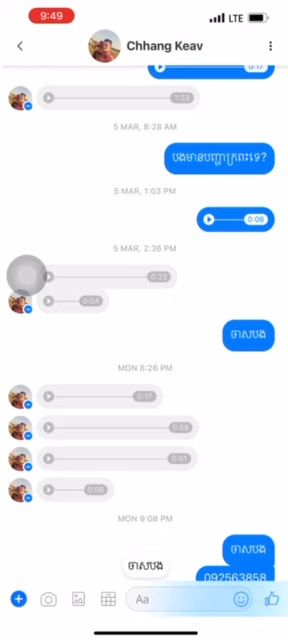 9:49
LTE
Chhang Keav
0:17
1:23
5 MAR, 8:28 AM
បងមានបញ្ហាក្រពះទេ?
5 MAR, 1:03 PM
0:06
5 MAR, 2:36 PM
0:23
0:04
ចាសបង
MON 8:26 PM
0:17
0:58
0:51
0:06
MON 9:08 PM
ចាសបង
ចាសបង
092563858
Aa